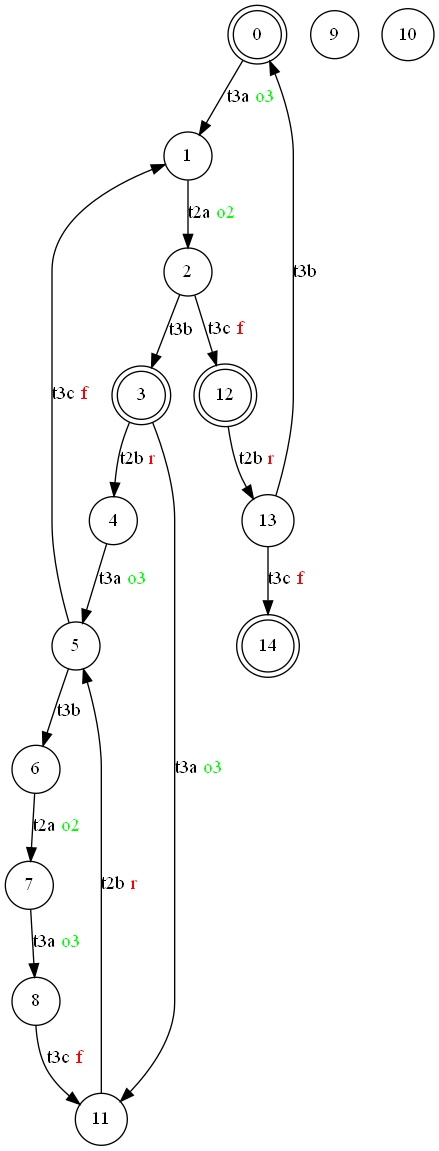 0
9
10
t3a o3
1
t2a o2
2
t3b
t3b
t3c f
t3c f
3
12
t2b r
t2b r
4
13
t3a o3
t3c f
5
14
t3b
6
t3a o3
t2a o2
7
t2b r
t3a o3
8
t3c f
11